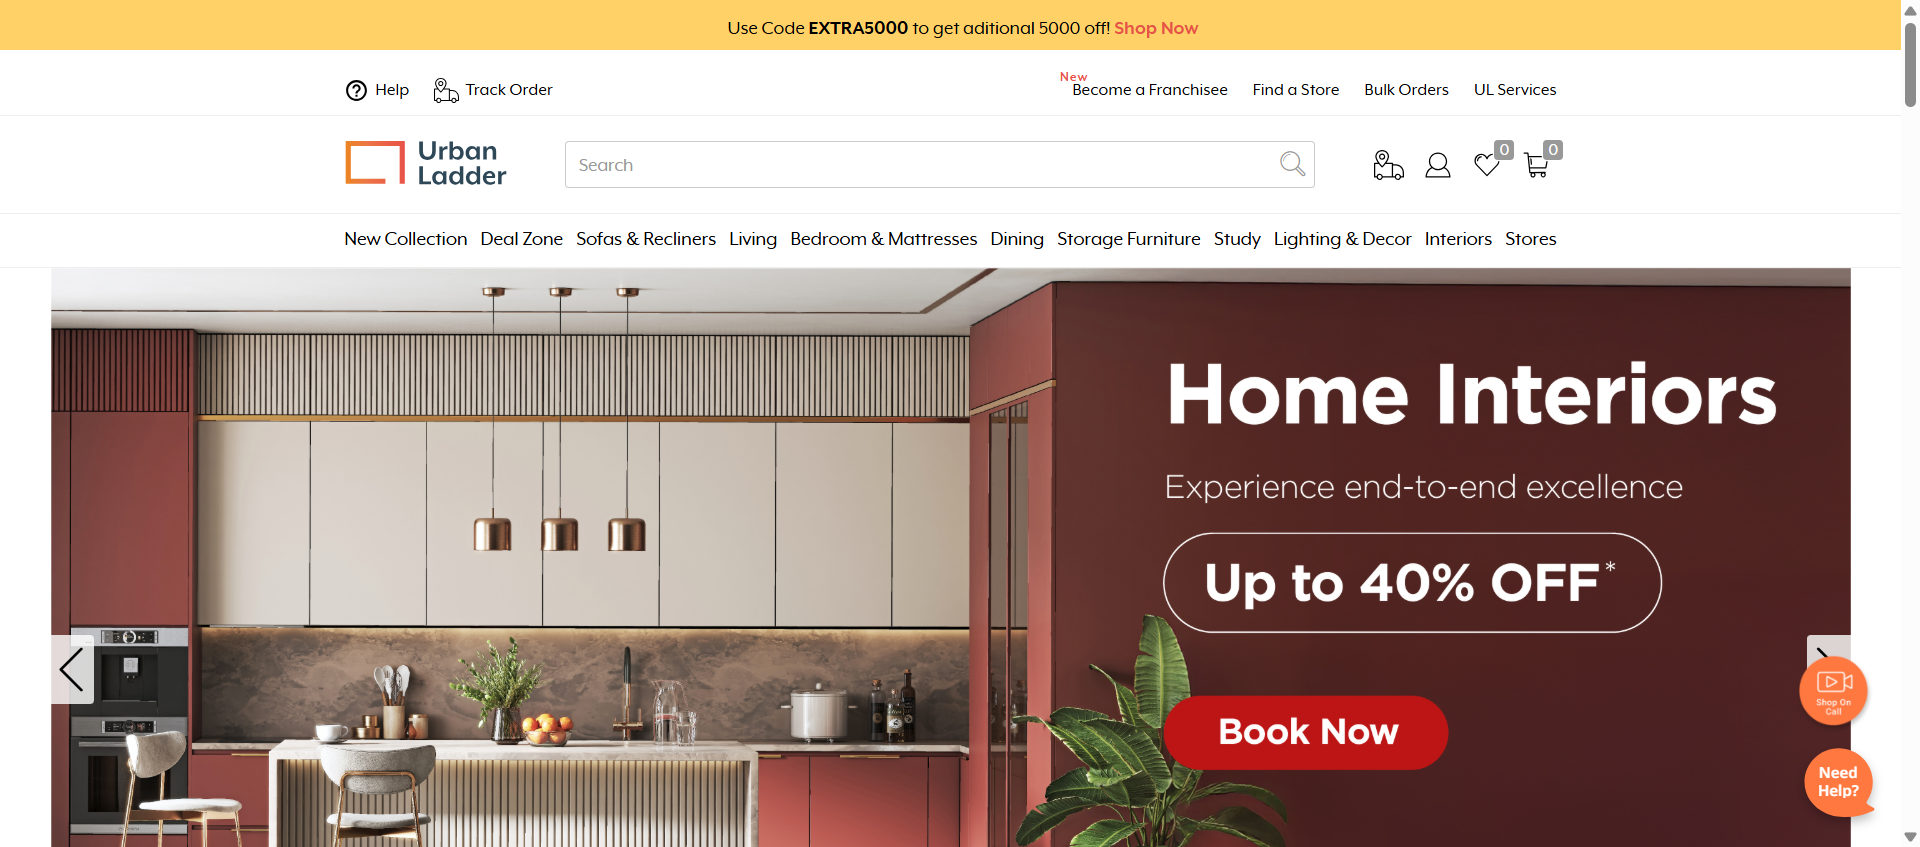 Use Code EXTRA5000 to get aditional 5000 off! Shop Now
Help
Track Order
New
Become a Franchisee
Find a Store
Bulk Orders
UL Services
Urban
Ladder
Search
0
0
New Collection
Deal Zone
Sofas & Recliners
Living
Bedroom & Mattresses
Dining
Storage Furniture
Study
Lighting & Decor
Interiors
Stores
Home Interiors
Experience end-to-end excellence
Up to 40% OFF*
Book Now
Shop On
Call
Need
Help?